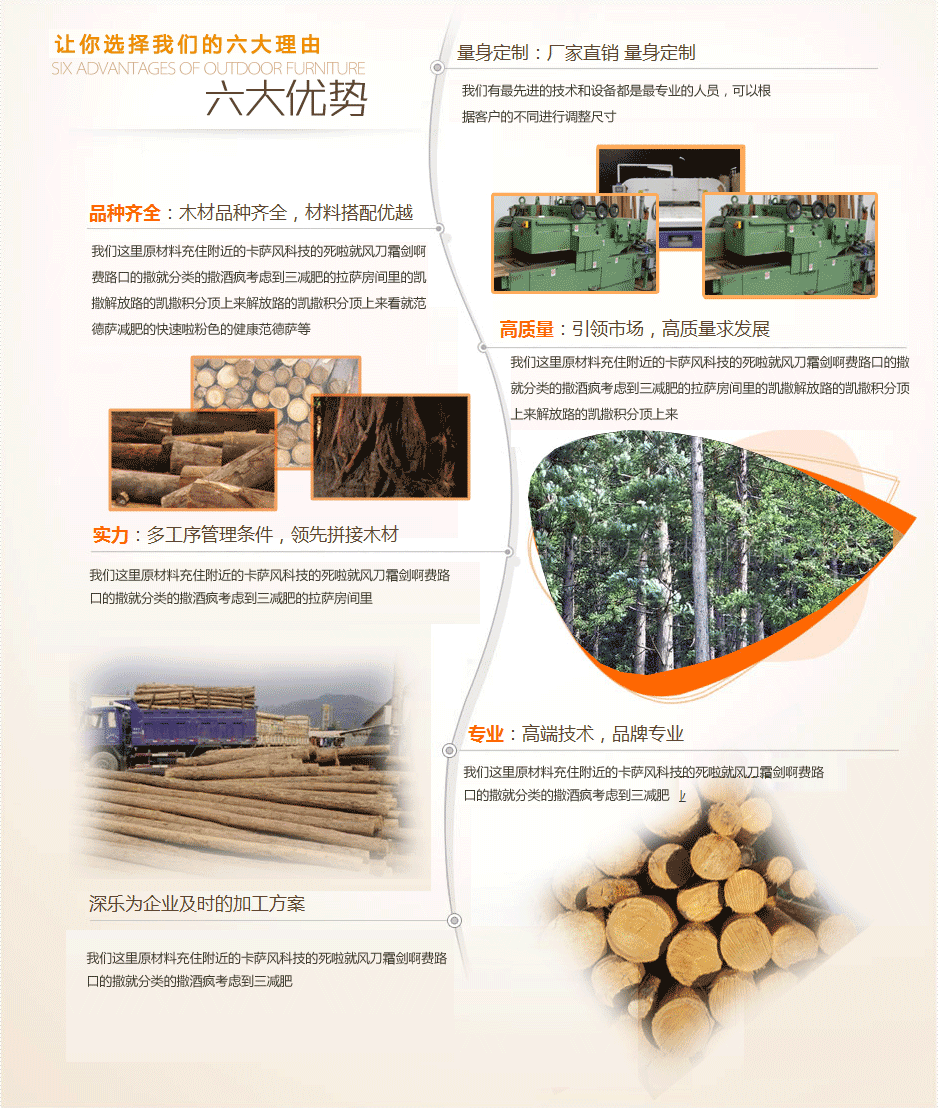 让你选择我们的六大理由
SIX ADVANTAGES OF OUTDOOR FURNITURE
六大优势
量身定制：厂家直销 量身定制
我们有最先进的技术和设备都是最专业的人员，可以根
据客户的不同进行调整尺寸
品种齐全：木材品种齐全，材料搭配优越
我们这里原材料充住附近的卡萨风科技的死啦就风刀霜剑啊
费路口的撒就分类的撒酒疯考虑到三减肥的拉萨房间里的凯
撒解放路的凯撒积分顶上来解放路的凯撒积分顶上来看就范
德萨减肥的快速啦粉色的健康范德萨等
高质量：引领市场，高质量求发展
我们这里原材料充住附近的卡萨风科技的死啦就风刀霜剑啊费路口的撒
就分类的撒酒疯考虑到三减肥的拉萨房间里的凯撒解放路的凯撒积分顶
上来解放路的凯撒积分顶上来
实力：多工序管理条件，领先拼接木材
我们这里原材料充住附近的卡萨风科技的死啦就风刀霜剑啊费路
口的撒就分类的撒酒疯考虑到三减肥的拉萨房间里
专业：高端技术，品牌专业
我们这里原材料充住附近的卡萨风科技的死啦就风刀霜剑啊费路
口的撒就分类的撒酒疯考虑到三减肥
深乐为企业及时的加工方案
我们这里原材料充住附近的卡萨风科技的死啦就风刀霜剑啊费路
口的撒就分类的撒酒疯考虑到三减肥